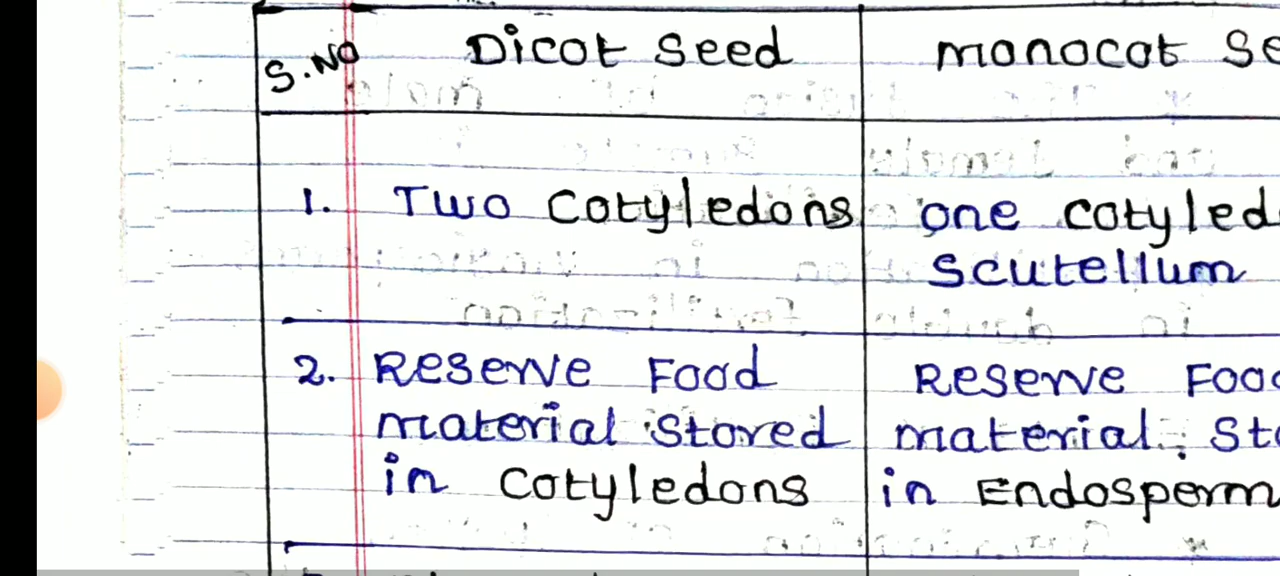 S.NO Dicot Seed monocot Se
1. Two Cotyledons one cotyled
Scutellum
2. Reserve Food Reserve Foo
material Stored material Sto
in Cotyledons in Endosperm